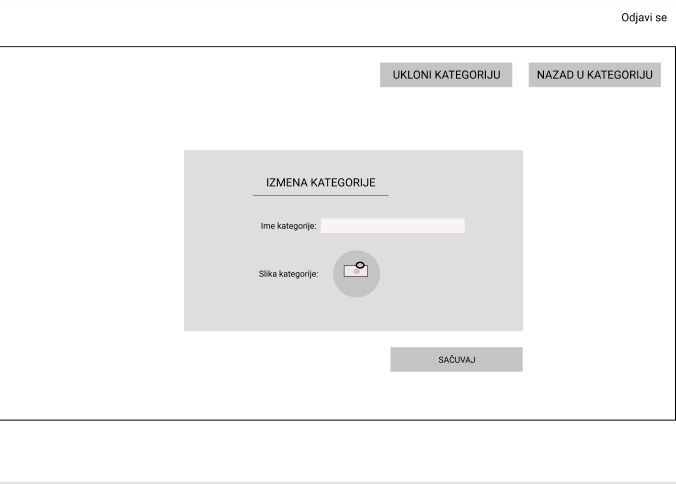 Odjavi se
UKLONI KATEGORIJU
NAZAD U KATEGORIJU
IZMENA KATEGORIJE
Ime kategorije:
Slika kategorije:
SAČUVAJ